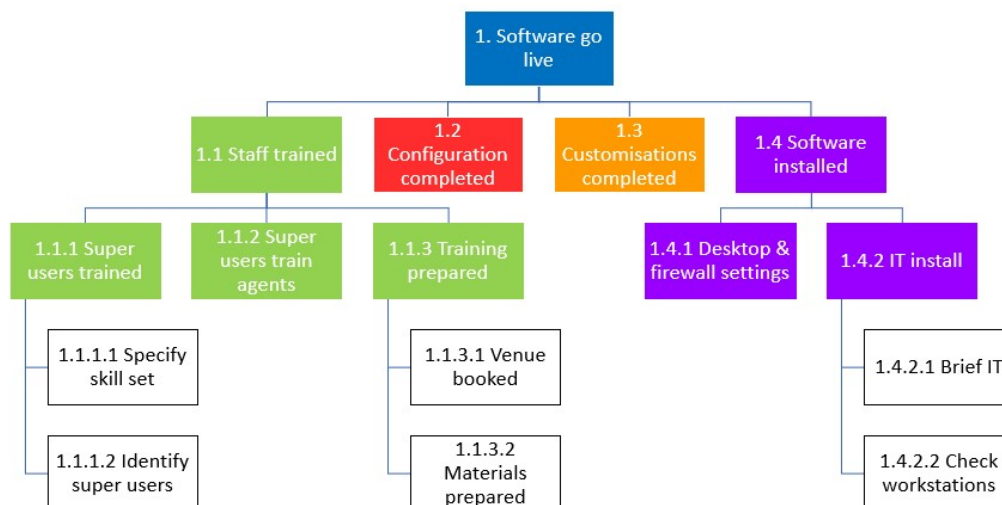 1. Software go
live
1.1 Staff trained
1.2
Configuration
completed
1.3
Customisations
completed
1.4 Software
installed
1.1.1 Super
users trained
1.1.2 Super
users train
agents
1.1.3 Training
prepared
1.4.1 Desktop &
firewall settings
1.4.2 IT install
1.1.1.1 Specify
skill set
1.1.3.1 Venue
booked
1.4.2.1 Brief IT
1.1.1.2 Identify
super users
1.1.3.2
Materials
prepared
1.4.2.2 Check
workstations